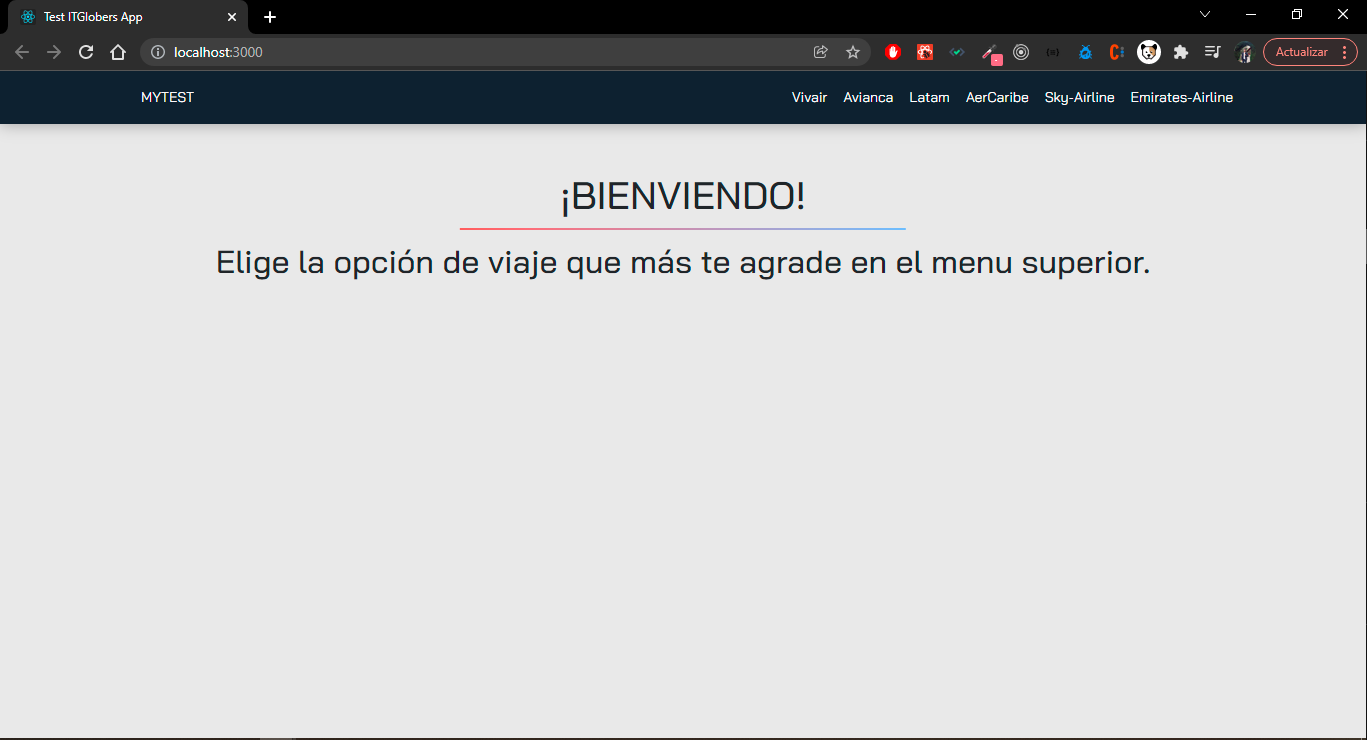 Test ITGlobers App
localhost:3000
Actualizar
MYTEST
Vivair Avianca Latam AerCaribe Sky-Airline Emirates-Airline
¡BIENVIENDO!
Elige la opción de viaje que más te agrade en el menu superior.